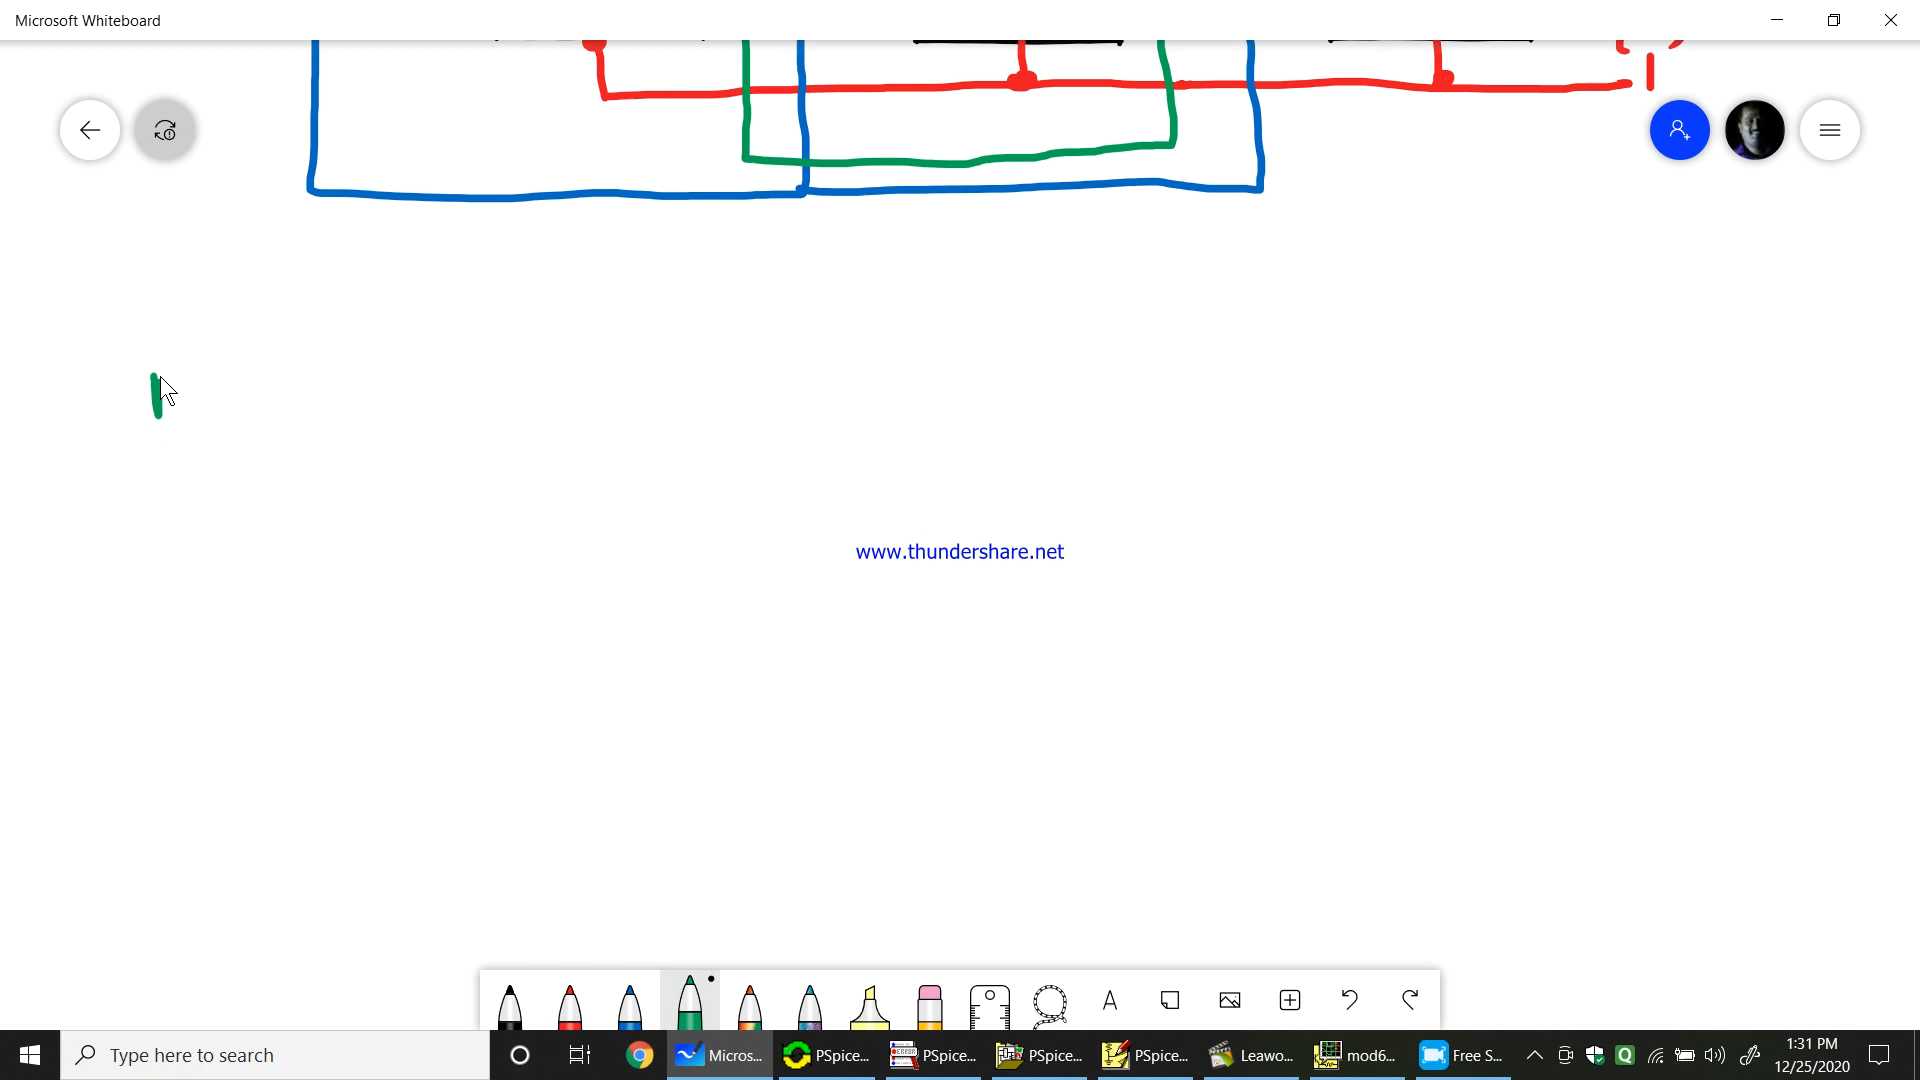 Microsoft Whiteboard
www.thundershare.net
A
Type here to search
Micros...
PSpice...
ERROR
PSpice...
PSpice...
PSpice...
Leawo...
mod6...
Free S...
Q
1:31 PM
12/25/2020